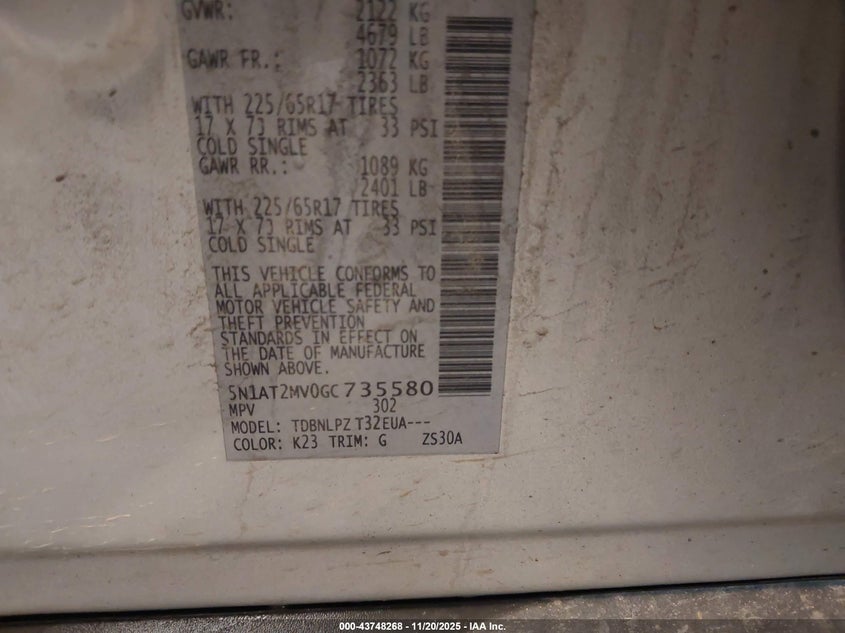 GVWR: 2122 KG
4679 LB
GAWR FR.: 1072 KG
2363 LB
WITH 225/65R17 TIRES
17 X 7J RIMS AT 33 PSI
COLD SINGLE
GAWR RR.: 1089 KG
2401 LB
WITH 225/65R17 TIRES
17 X 7J RIMS AT 33 PSI
COLD SINGLE
THIS VEHICLE CONFORMS TO
ALL APPLICABLE FEDERAL
MOTOR VEHICLE SAFETY AND
THEFT PREVENTION
STANDARDS IN EFFECT ON
THE DATE OF MANUFACTURE
SHOWN ABOVE.
5N1AT2MV0GC735580
MPV 302
MODEL: TDBNLPZ T32EUA---
COLOR: K23 TRIM: G ZS30A
000-43748268 - 11/20/2025 - IAA Inc.